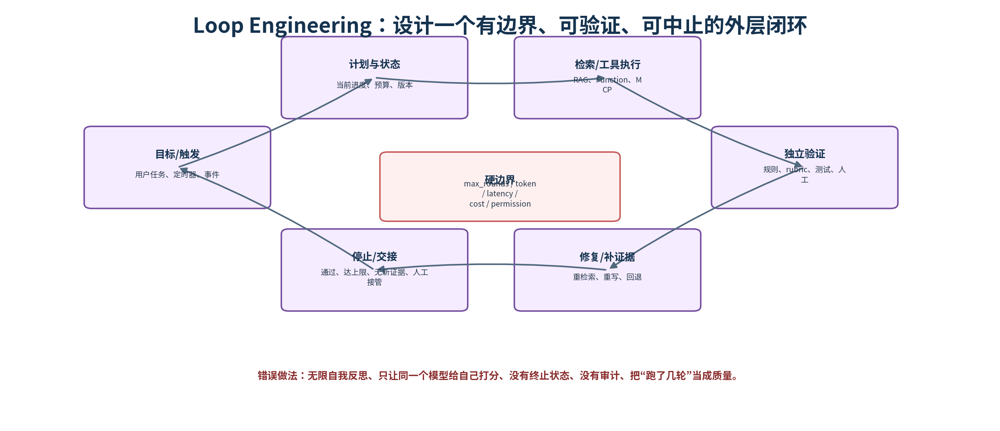 Loop Engineering：设计一个有边界、可验证、可中止的外层闭环
计划与状态
当前进度、预算、版本
检索/工具执行
RAG、Function、M
CP
目标/触发
用户任务、定时器、事件
独立验证
规则、rubric、测试、人
工
硬边界
max_rounds / token
/ latency /
cost / permission
停止/交接
通过、达上限、无新证据、人工
接管
修复/补证据
重检索、重写、回退
错误做法：无限自我反思、只让同一个模型给自己打分、没有终止状态、没有审计、把“跑了几轮”当成质量。